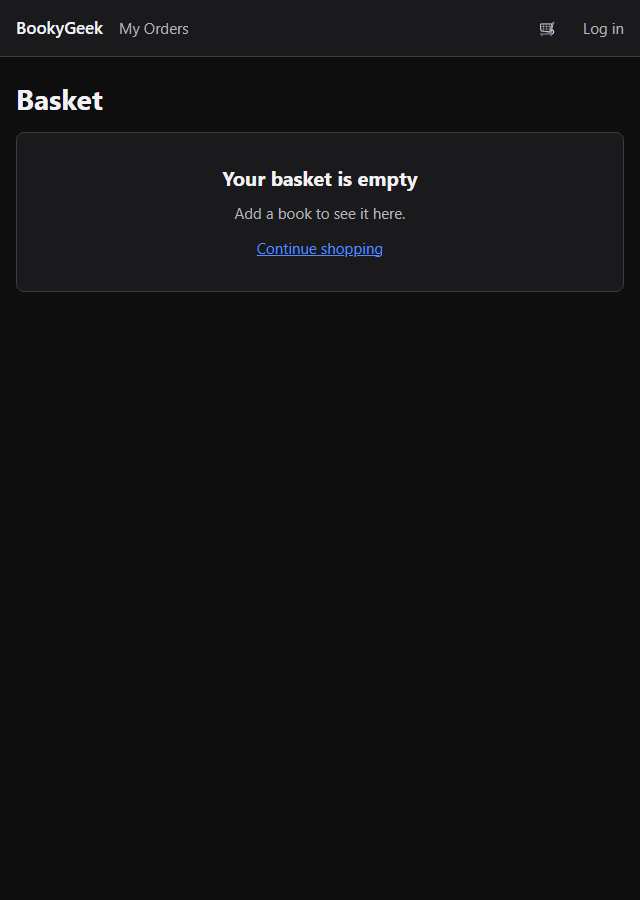 BookyGeek My Orders Log in
Basket
Your basket is empty
Add a book to see it here.
Continue shopping